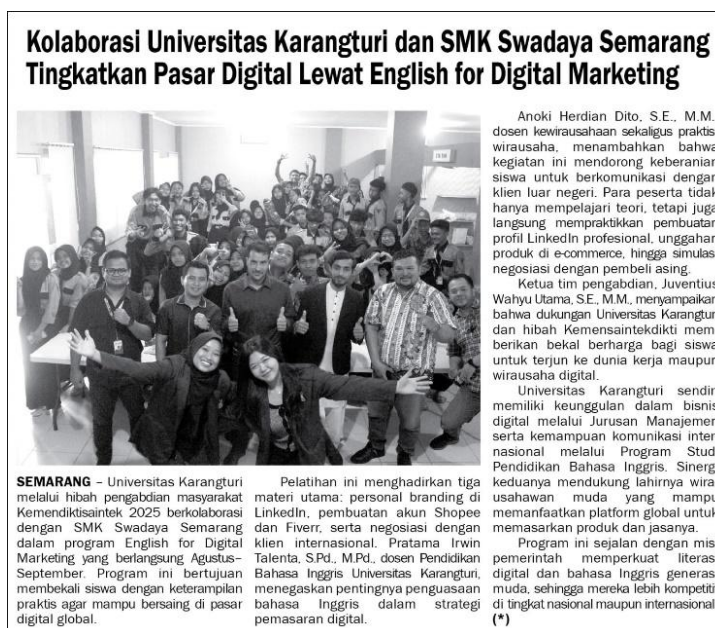 Kolaborasi Universitas Karangturi dan SMK Swadaya Semarang
Tingkatkan Pasar Digital Lewat English for Digital Marketing
SEMARANG – Universitas Karangturi
melalui hibah pengabdian masyarakat
Kemendiktisaintek 2025 berkolaborasi
dengan SMK Swadaya Semarang
dalam program English for Digital
Marketing yang berlangsung Agustus–
September. Program ini bertujuan
membekali siswa dengan keterampilan
praktis agar mampu bersaing di pasar
digital global.
Pelatihan ini menghadirkan tiga
materi utama: personal branding di
LinkedIn, pembuatan akun Shopee
dan Fiverr, serta negosiasi dengan
klien internasional. Pratama Irwin
Talenta, S.Pd., M.Pd., dosen Pendidikan
Bahasa Inggris Universitas Karangturi,
menegaskan pentingnya penguasaan
bahasa Inggris dalam strategi
pemasaran digital.
Anoki Herdian Dito, S.E., M.M.
dosen kewirausahaan sekaligus praktis
wirausaha, menambahkan bahwa
kegiatan ini mendorong keberanian
siswa untuk berkomunikasi dengan
klien luar negeri. Para peserta tidak
hanya mempelajari teori, tetapi juga
langsung mempraktikkan pembuatan
profil LinkedIn profesional, unggahan
produk di e-commerce, hingga simulas
negosiasi dengan pembeli asing.
Ketua tim pengabdian, Juventius
Wahyu Utama, S.E., M.M., menyampaikan
bahwa dukungan Universitas Karangtur
dan hibah Kemensaintekdikti mem
berikan bekal berharga bagi siswa
untuk terjun ke dunia kerja maupun
wirausaha digital.
Universitas Karangturi sendir
memiliki keunggulan dalam bisnis
digital melalui Jurusan Manajemen
serta kemampuan komunikasi inter
nasional melalui Program Stud
Pendidikan Bahasa Inggris. Sinerg
keduanya mendukung lahirnya wira
usahawan muda yang mampu
memanfaatkan platform global untuk
memasarkan produk dan jasanya.
Program ini sejalan dengan mis
pemerintah memperkuat literas
digital dan bahasa Inggris generas
muda, sehingga mereka lebih kompetiti
di tingkat nasional maupun internasional
(*)